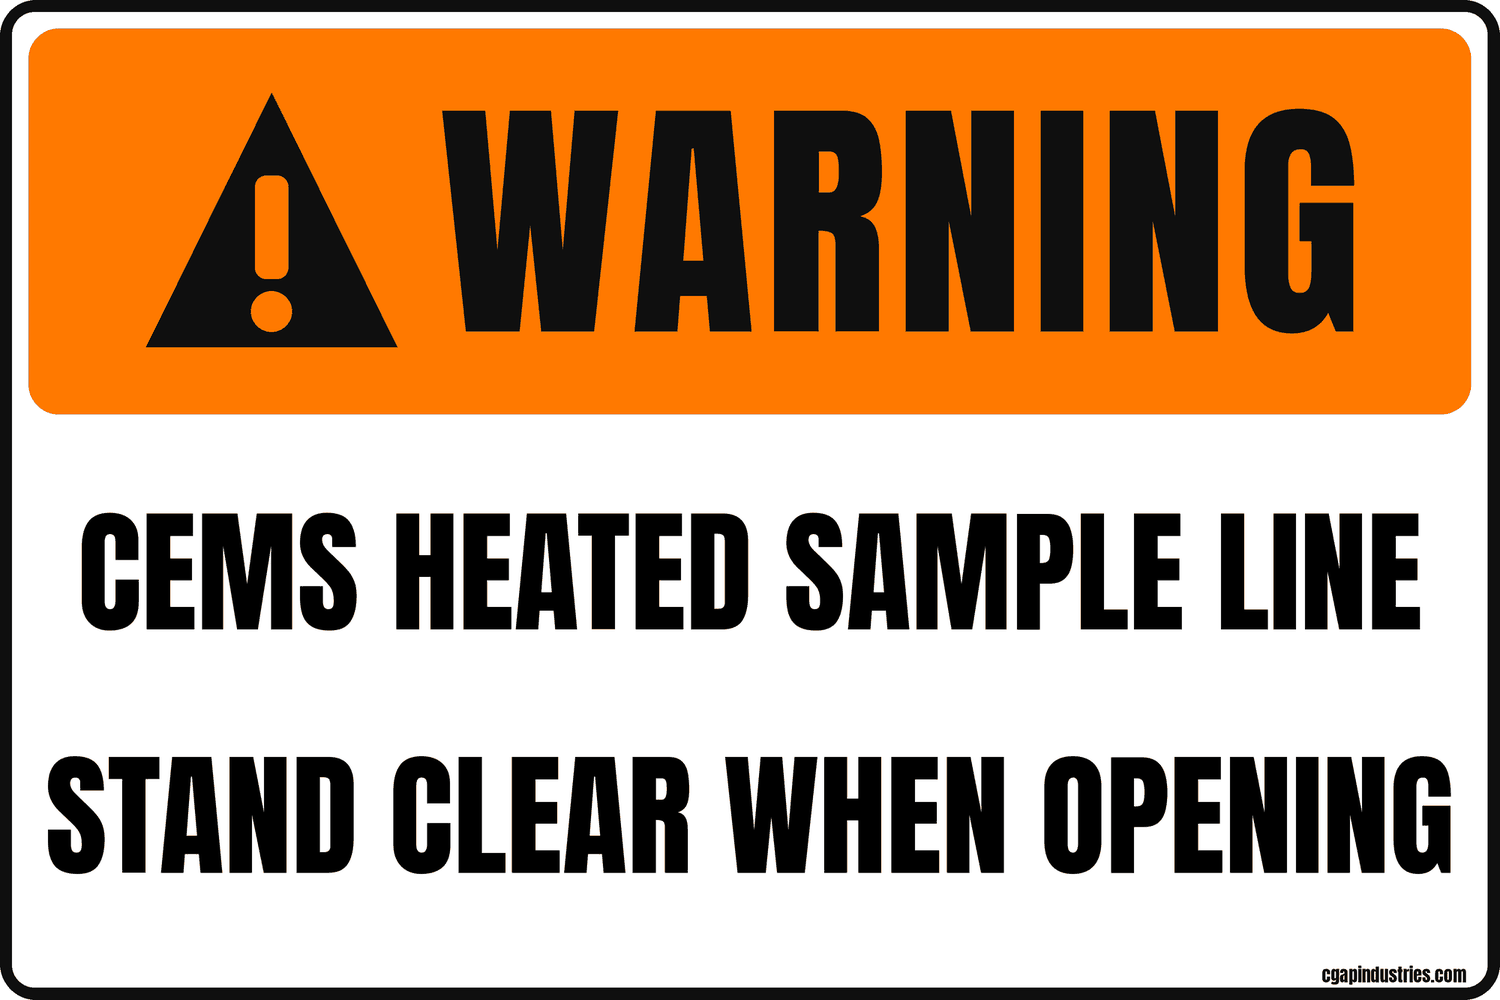 WARNING
CEMS HEATED SAMPLE LINE
STAND CLEAR WHEN OPENING
cgapindustries.com